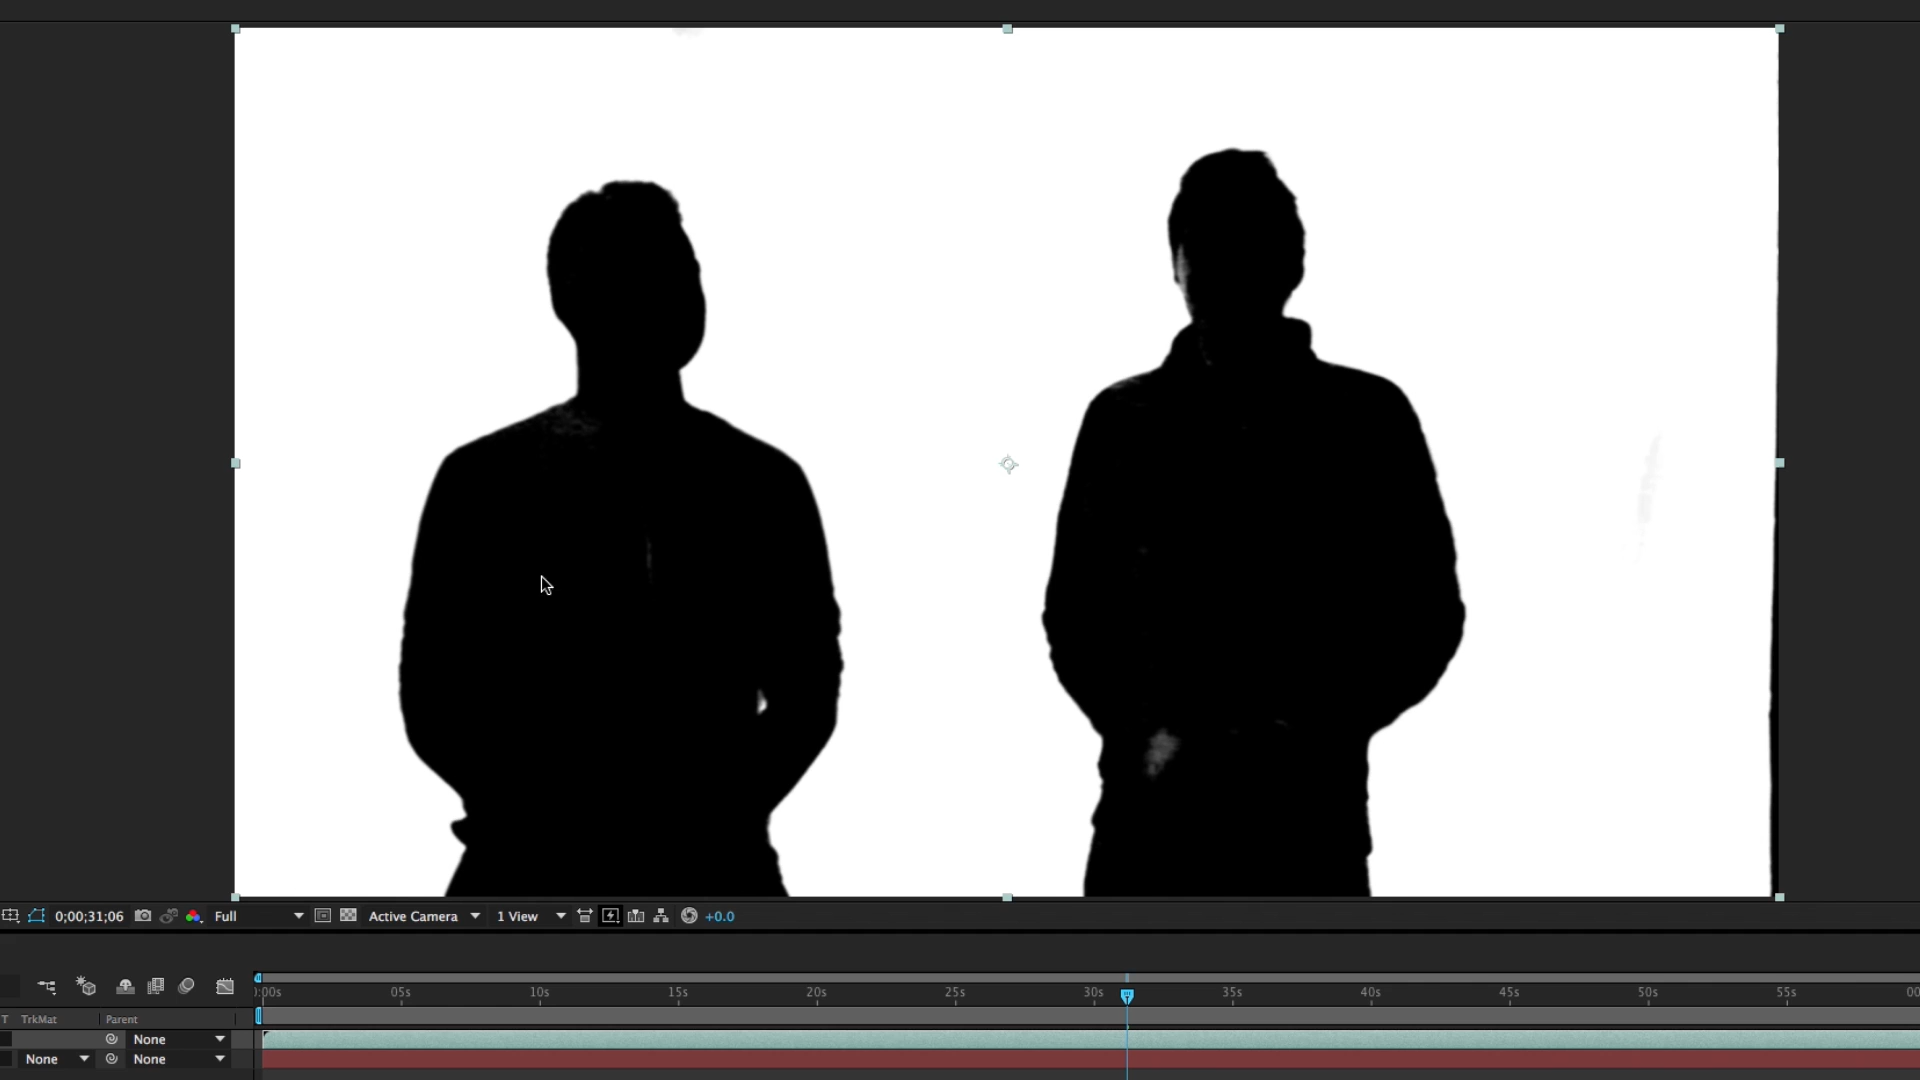 0;00;31;06 Full Active Camera 1 View +0.0
:00s 05s 10s 15s 20s 25s 30s 35s 40s 45s 50s 55s 00
T TrkMat Parent
None
None None